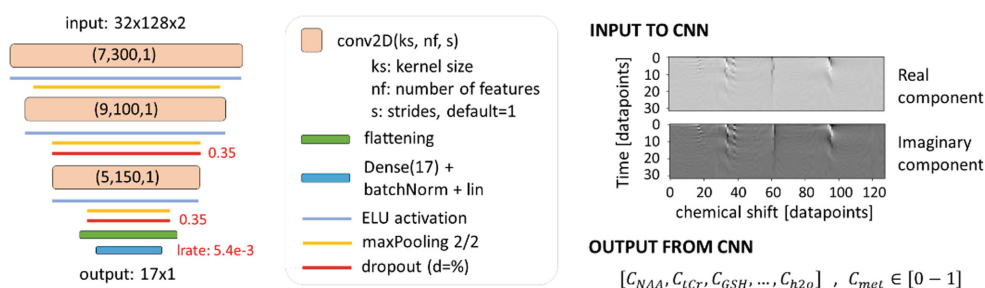 input: 32x128x2
(7,300,1)
(9,100,1)
0.35
(5,150,1)
0.35
lrate: 5.4e-3
output: 17x1
conv2D(ks, nf, s)
ks: kernel size
nf: number of features
s: strides, default=1
flattening
Dense(17) +
batchNorm + lin
ELU activation
maxPooling 2/2
dropout (d=%)
INPUT TO CNN
Time [datapoints]
0
10
20
30
Real
component
0
10
20
30
Imaginary
component
0 20 40 60 80 100 120
chemical shift [datapoints]
OUTPUT FROM CNN
[C_NAA, C_tCr, C_GSH, ..., C_h2o] , C_met ∈ [0 − 1]